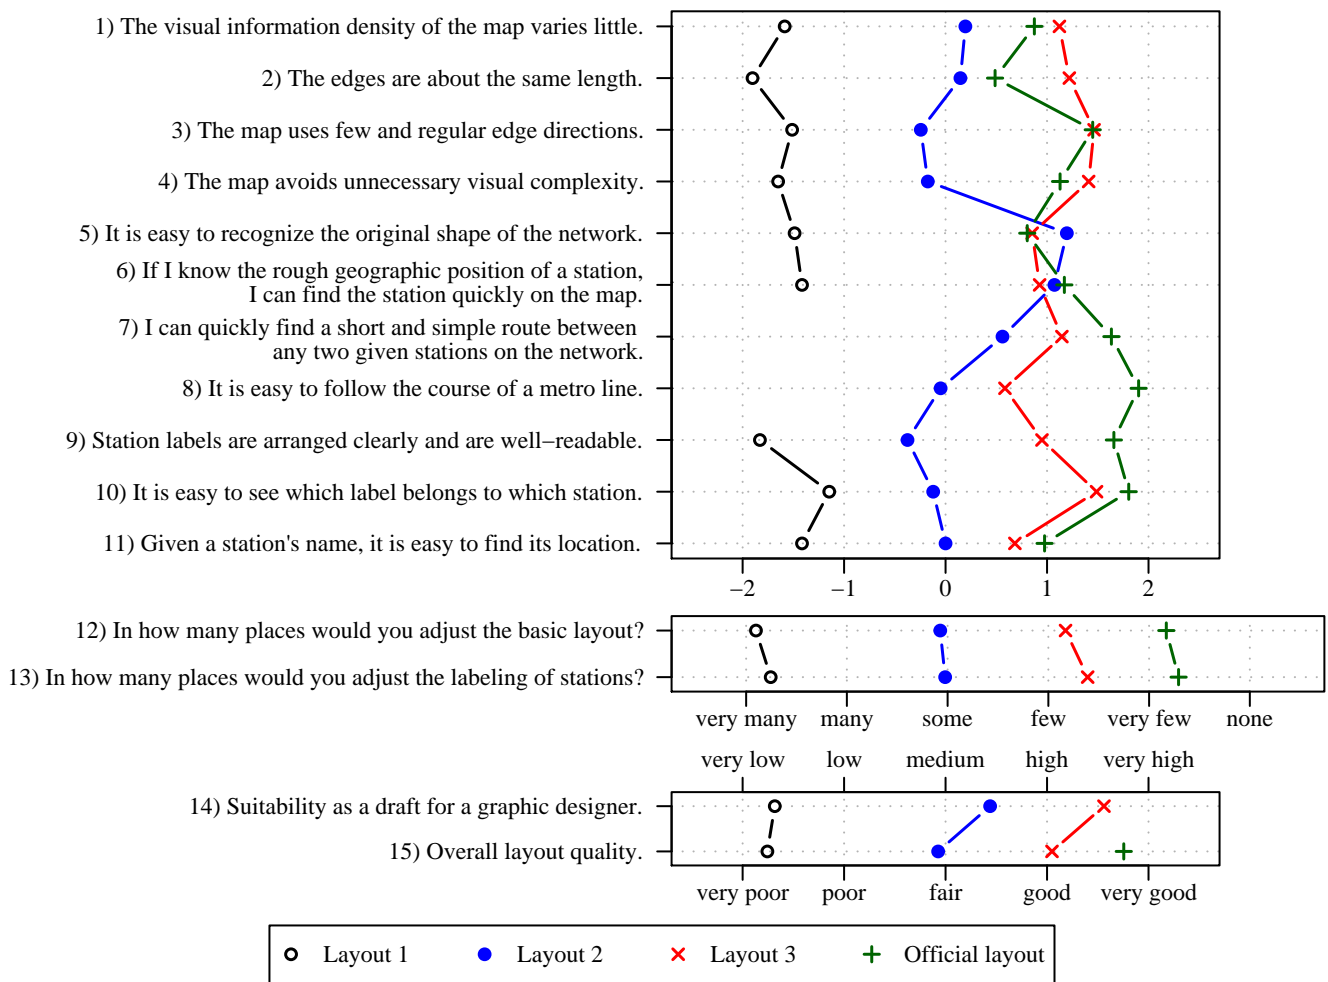 1) The visual information density of the map varies little.
2) The edges are about the same length.
3) The map uses few and regular edge directions.
4) The map avoids unnecessary visual complexity.
5) It is easy to recognize the original shape of the network.
6) If I know the rough geographic position of a station,
I can find the station quickly on the map.
7) I can quickly find a short and simple route between
any two given stations on the network.
8) It is easy to follow the course of a metro line.
9) Station labels are arranged clearly and are well−readable.
10) It is easy to see which label belongs to which station.
11) Given a station's name, it is easy to find its location.
−2 −1 0 1 2
12) In how many places would you adjust the basic layout?
13) In how many places would you adjust the labeling of stations?
very many many some few very few none
very low low medium high very high
14) Suitability as a draft for a graphic designer.
15) Overall layout quality.
very poor poor fair good very good
Layout 1 Layout 2 Layout 3 Official layout